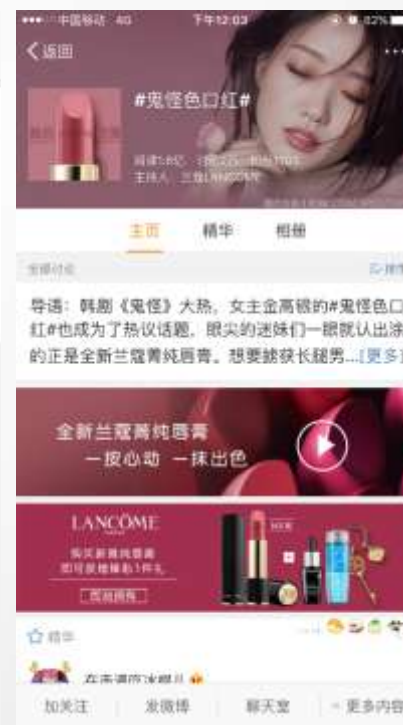 中国移动 4G 下午12:03 82%
返回
#鬼怪色口红#
主页 精华 相册
导语：韩剧《鬼怪》大热，女主金高银的#鬼怪色口
红#也成为了热议话题，眼尖的迷妹们一眼就认出涂
的正是全新兰蔻菁纯唇膏。想要掳获长腿男...[更多]
全新兰蔻菁纯唇膏
一按心动 一抹出色
LANCÔME
NEW
精华
加关注 发微博 聊天室 更多内容